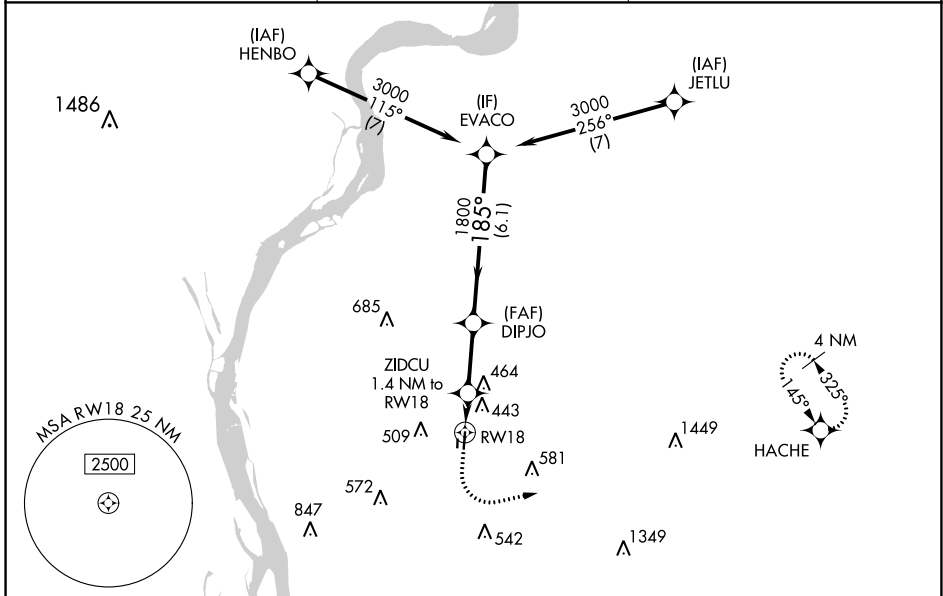 (IAF)
HENBO
(IAF)
JETLU
3000
115°
(7)
(IF)
EVACO
3000
256°
(7)
1486
1800
185°
(6.1)
685
(FAF)
DIPJO
4 NM
ZIDCU
1.4 NM to
RW18
464
443
145°
325°
MSA RW18 25 NM
509
RW18
1449
HACHE
2500
581
572
847
542
1349